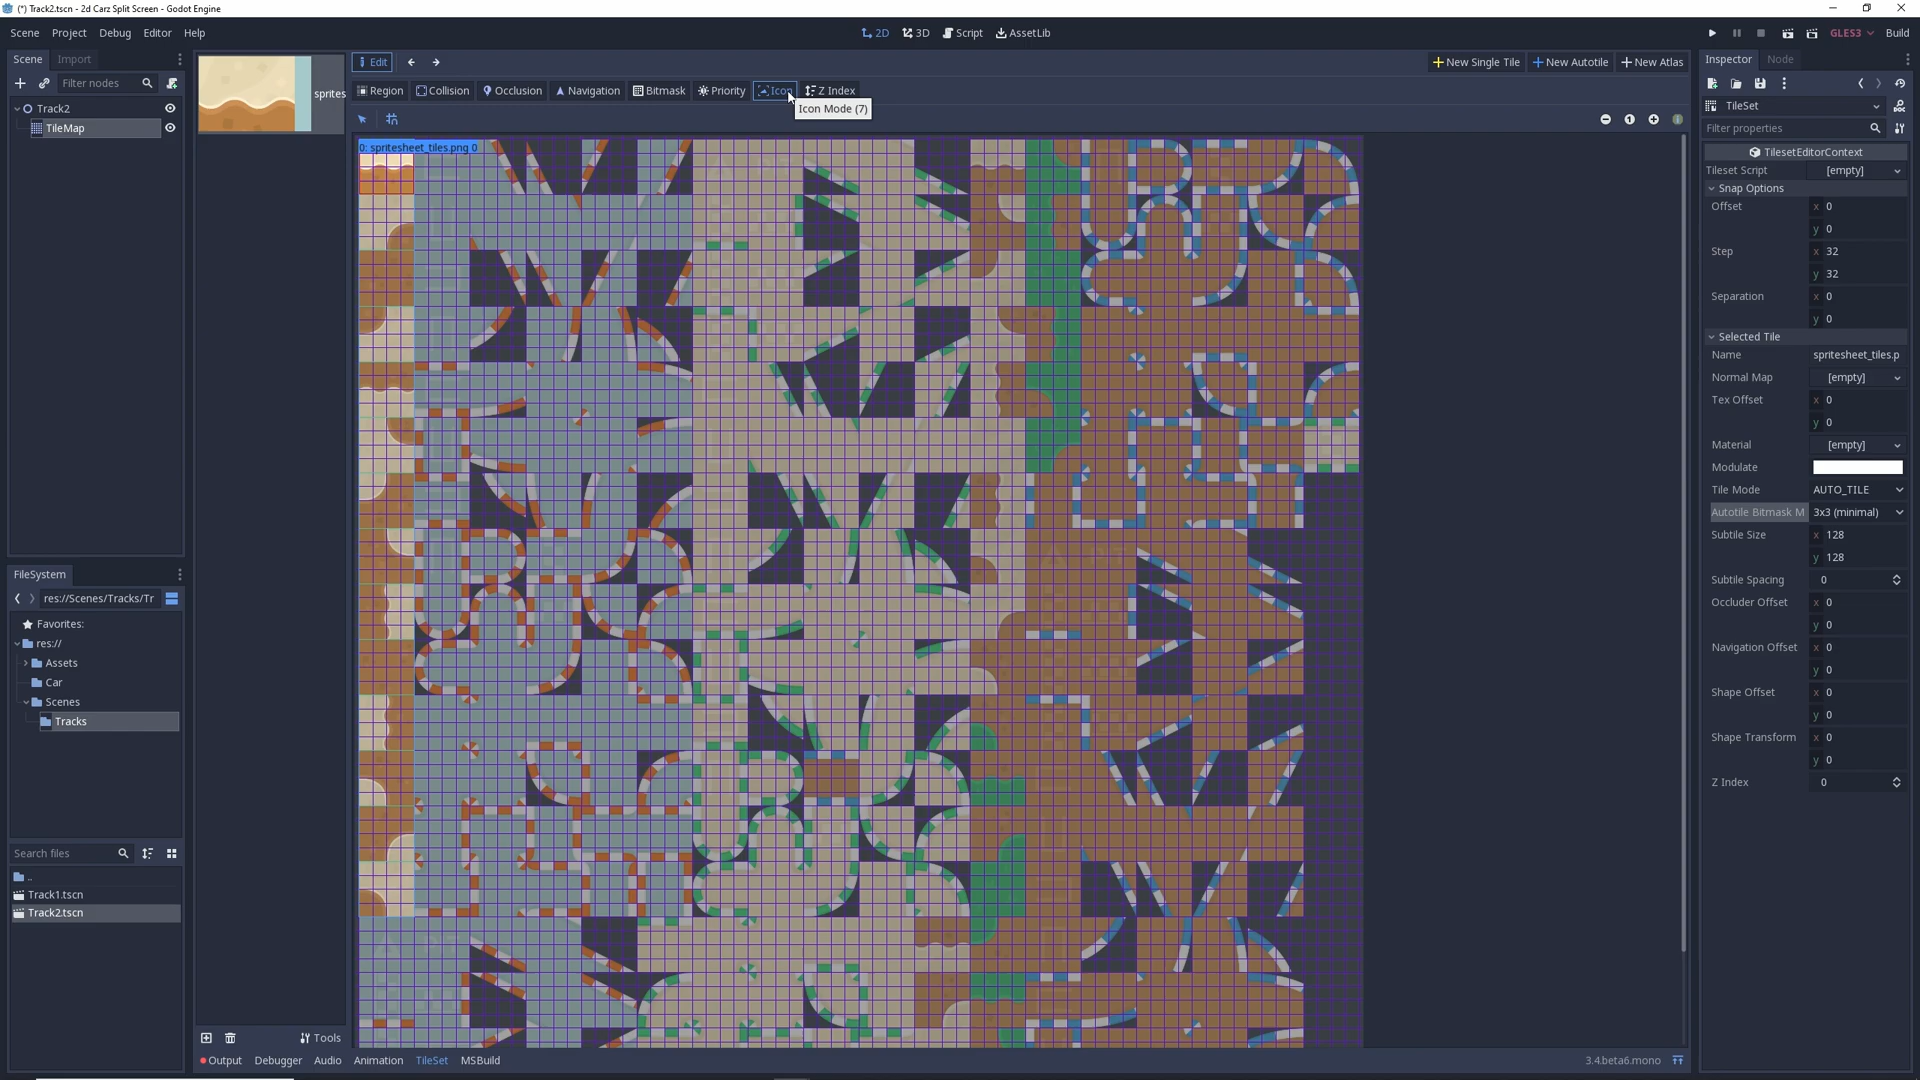 (*) Track2.tscn - 2d Carz Split Screen - Godot Engine
Scene Project Debug Editor Help
2D 3D Script AssetLib
GLES3 Build
Scene Import
Filter nodes
Track2
TileMap
sprites
Edit
New Single Tile New Autotile New Atlas
Region Collision Occlusion Navigation Bitmask Priority Icon Z Index
Icon Mode (7)
0: spritesheet_tiles.png 0
FileSystem
res://Scenes/Tracks/Tr
Favorites:
res://
Assets
Car
Scenes
Tracks
Search files
..
Track1.tscn
Track2.tscn
Tools
Output Debugger Audio Animation TileSet MSBuild
3.4.beta6.mono
Inspector Node
TileSet
Filter properties
TilesetEditorContext
Tileset Script [empty]
Snap Options
Offset x 0
y 0
Step x 32
y 32
Separation x 0
y 0
Selected Tile
Name spritesheet_tiles.p
Normal Map [empty]
Tex Offset x 0
y 0
Material [empty]
Modulate
Tile Mode AUTO_TILE
Autotile Bitmask M 3x3 (minimal)
Subtile Size x 128
y 128
Subtile Spacing 0
Occluder Offset x 0
y 0
Navigation Offset x 0
y 0
Shape Offset x 0
y 0
Shape Transform x 0
y 0
Z Index 0